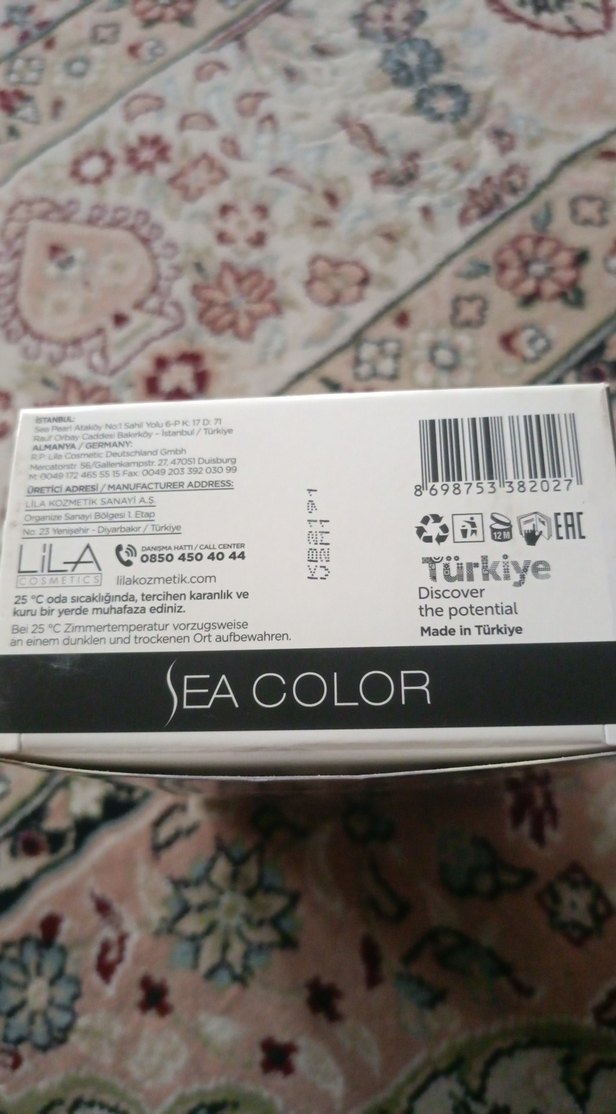 İSTANBUL:
Sea Pearl Ataköy No:1 Sahil Yolu 6-P K: 17 D: 71
Rauf Orbay Caddesi Bakırköy - İstanbul / Türkiye
ALMANYA / GERMANY:
R.P. Lila Cosmetic Deutschland Gmbh
Mercatorstr. 56/Gallenkampstr. 27, 47051 Duisburg
M: 0049 172 465 55 15 Fax: 0049 203 392 030 99
ÜRETİCİ ADRESİ / MANUFACTURER ADDRESS:
LİLA KOZMETİK SANAYİ A.Ş.
Organize Sanayi Bölgesi 1. Etap
No: 23 Yenişehir - Diyarbakır / Türkiye
LiLA
COSMETICS
DANIŞMA HATTI / CALL CENTER
0850 450 40 44
lilakozmetik.com
25 °C oda sıcaklığında, tercihen karanlık ve
kuru bir yerde muhafaza ediniz.
Bei 25 °C Zimmertemperatur vorzugsweise
an einem dunklen und trockenen Ort aufbewahren.
8 698753 382027
12 M
EAC
Türkiye
Discover
the potential
Made in Türkiye
SEA COLOR